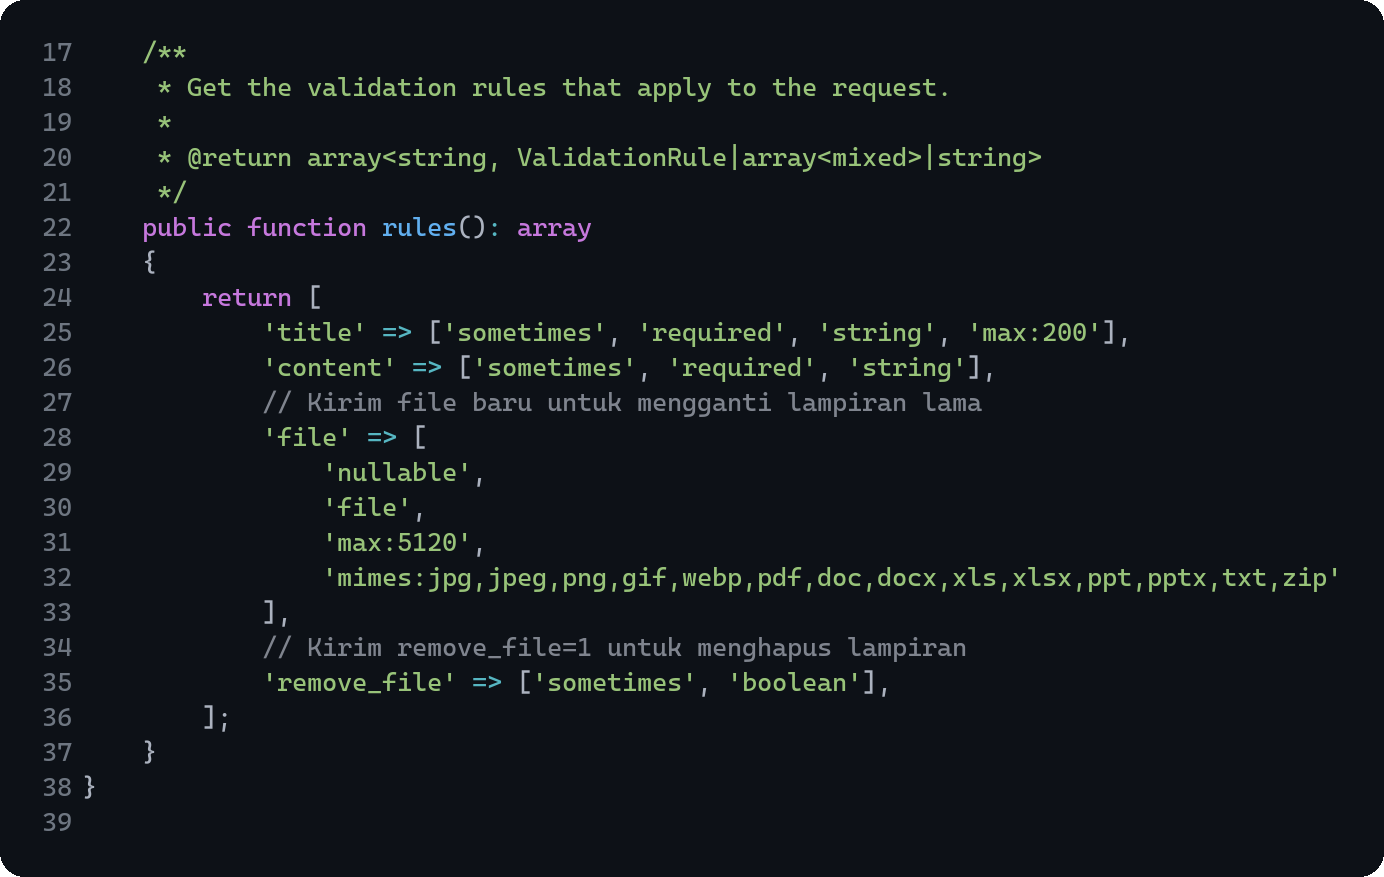 17     /**
18      * Get the validation rules that apply to the request.
19      *
20      * @return array<string, ValidationRule|array<mixed>|string>
21      */
22     public function rules(): array
23     {
24         return [
25             'title' => ['sometimes', 'required', 'string', 'max:200'],
26             'content' => ['sometimes', 'required', 'string'],
27             // Kirim file baru untuk mengganti lampiran lama
28             'file' => [
29                 'nullable',
30                 'file',
31                 'max:5120',
32                 'mimes:jpg,jpeg,png,gif,webp,pdf,doc,docx,xls,xlsx,ppt,pptx,txt,zip'
33             ],
34             // Kirim remove_file=1 untuk menghapus lampiran
35             'remove_file' => ['sometimes', 'boolean'],
36         ];
37     }
38 }
39